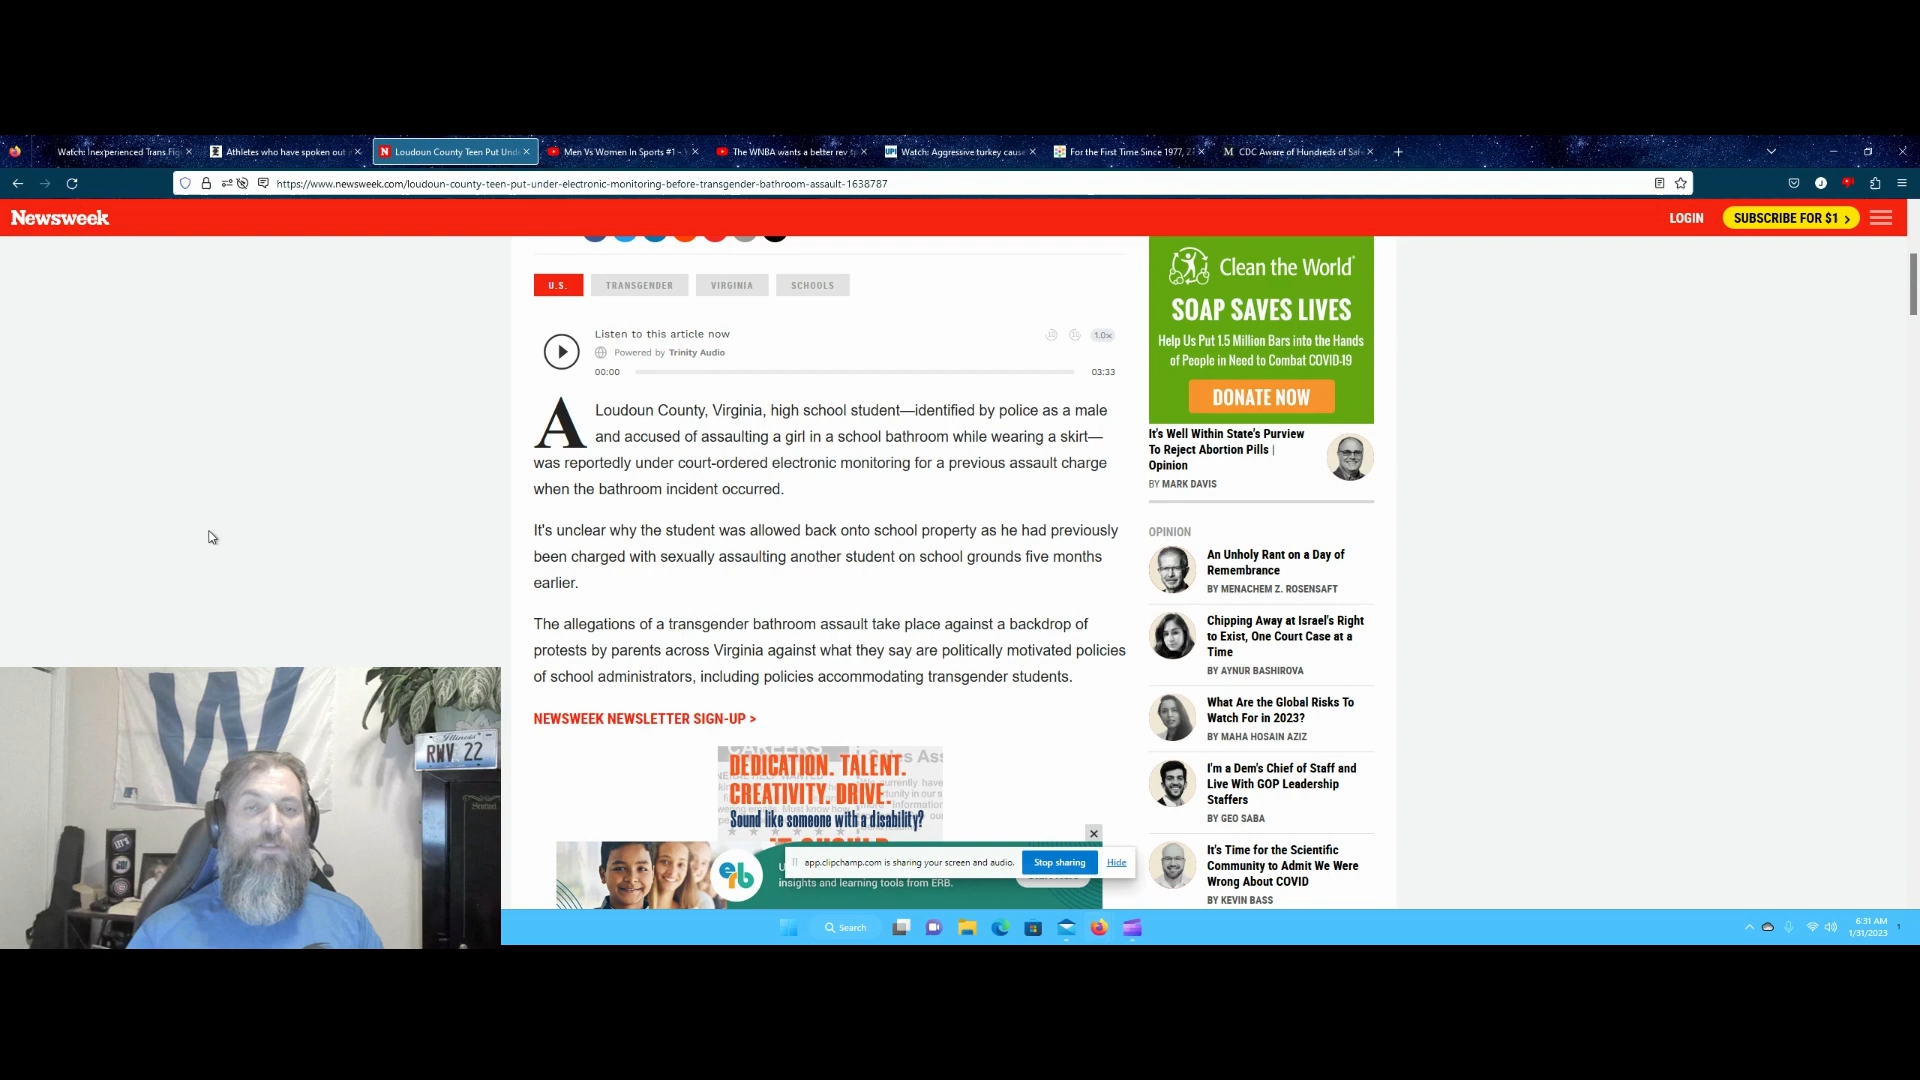 Watch: Inexperienced Trans Fig
Athletes who have spoken out
Loudoun County Teen Put Und
Men Vs Women In Sports #1 -
The WNBA wants a better rev
Watch: Aggressive turkey cause
For the First Time Since 1977,
CDC Aware of Hundreds of Saf
https://www.newsweek.com/loudoun-county-teen-put-under-electronic-monitoring-before-transgender-bathroom-assault-1638787
Newsweek
LOGIN
SUBSCRIBE FOR $1 >
U.S.
TRANSGENDER
VIRGINIA
SCHOOLS
Listen to this article now
Powered by Trinity Audio
1.0x
00:00
03:33
A Loudoun County, Virginia, high school student—identified by police as a male
and accused of assaulting a girl in a school bathroom while wearing a skirt—
was reportedly under court-ordered electronic monitoring for a previous assault charge
when the bathroom incident occurred.
It's unclear why the student was allowed back onto school property as he had previously
been charged with sexually assaulting another student on school grounds five months
earlier.
The allegations of a transgender bathroom assault take place against a backdrop of
protests by parents across Virginia against what they say are politically motivated policies
of school administrators, including policies accommodating transgender students.
NEWSWEEK NEWSLETTER SIGN-UP >
DEDICATION. TALENT.
CREATIVITY. DRIVE.
Sound like someone with a disability?
erb
insights and learning tools from ERB.
app.clipchamp.com is sharing your screen and audio.
Stop sharing
Hide
Clean the World
SOAP SAVES LIVES
Help Us Put 1.5 Million Bars into the Hands
of People in Need to Combat COVID-19
DONATE NOW
It's Well Within State's Purview
To Reject Abortion Pills |
Opinion
BY MARK DAVIS
OPINION
An Unholy Rant on a Day of
Remembrance
BY MENACHEM Z. ROSENSAFT
Chipping Away at Israel's Right
to Exist, One Court Case at a
Time
BY AYNUR BASHIROVA
What Are the Global Risks To
Watch For in 2023?
BY MAHA HOSAIN AZIZ
I'm a Dem's Chief of Staff and
Live With GOP Leadership
Staffers
BY GEO SABA
It's Time for the Scientific
Community to Admit We Were
Wrong About COVID
BY KEVIN BASS
W
Illinois
RWV 22
Search
6:31 AM
1/31/2023
1